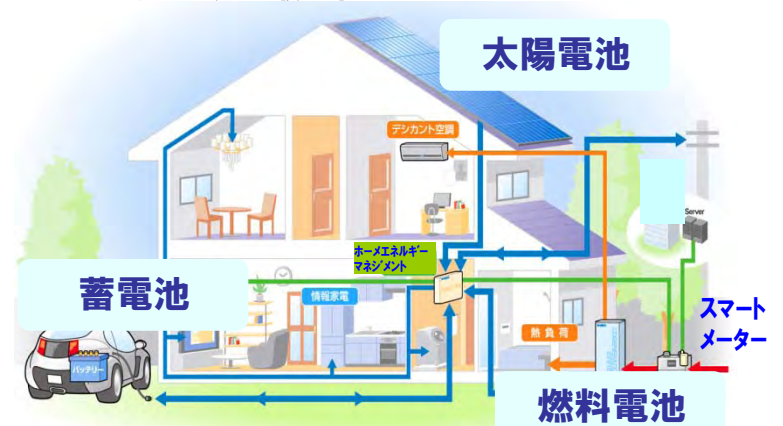 太陽電池
デシカント空調
Server
ホームエネルギー
マネジメント
蓄電池
情報家電
スマート
メーター
熱負荷
バッテリー
燃料電池